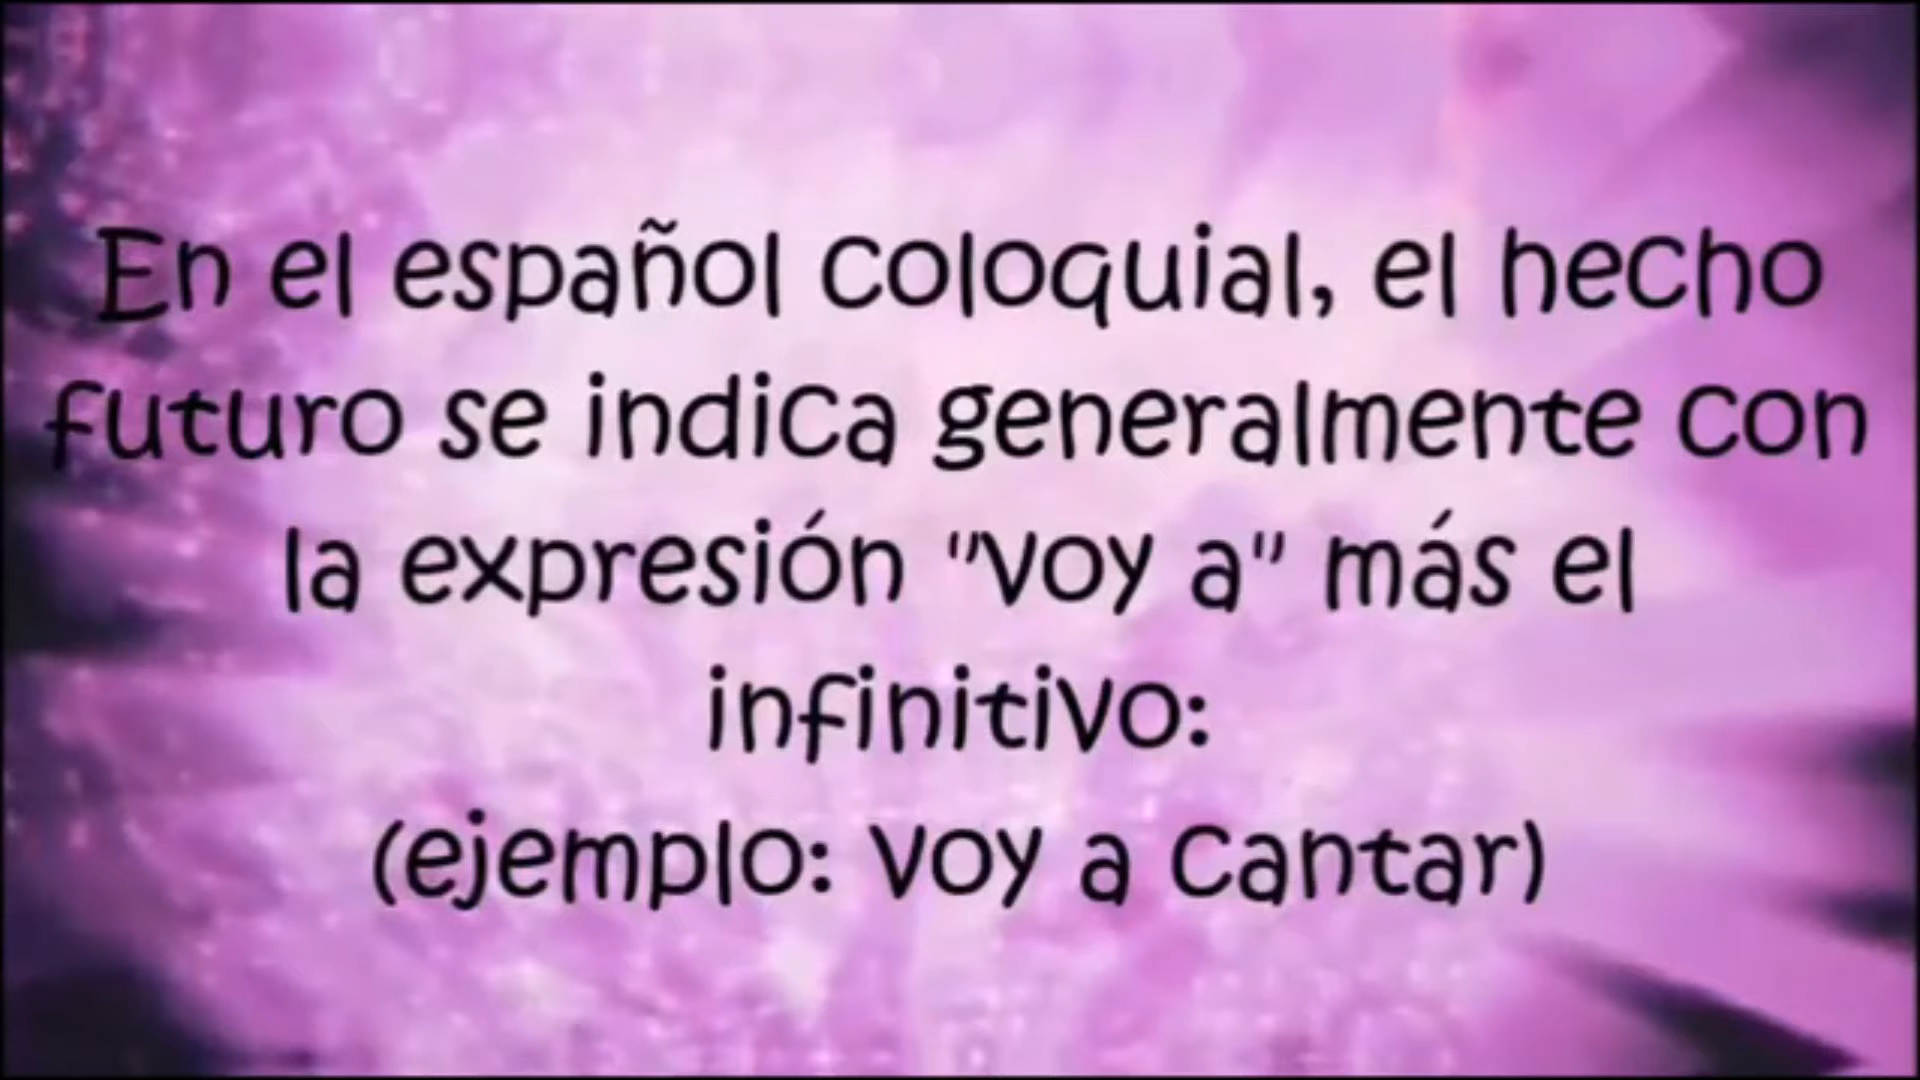 En el español coloquial, el hecho
futuro se indica generalmente con
la expresión "voy a" más el
infinitivo:
(ejemplo: voy a cantar)